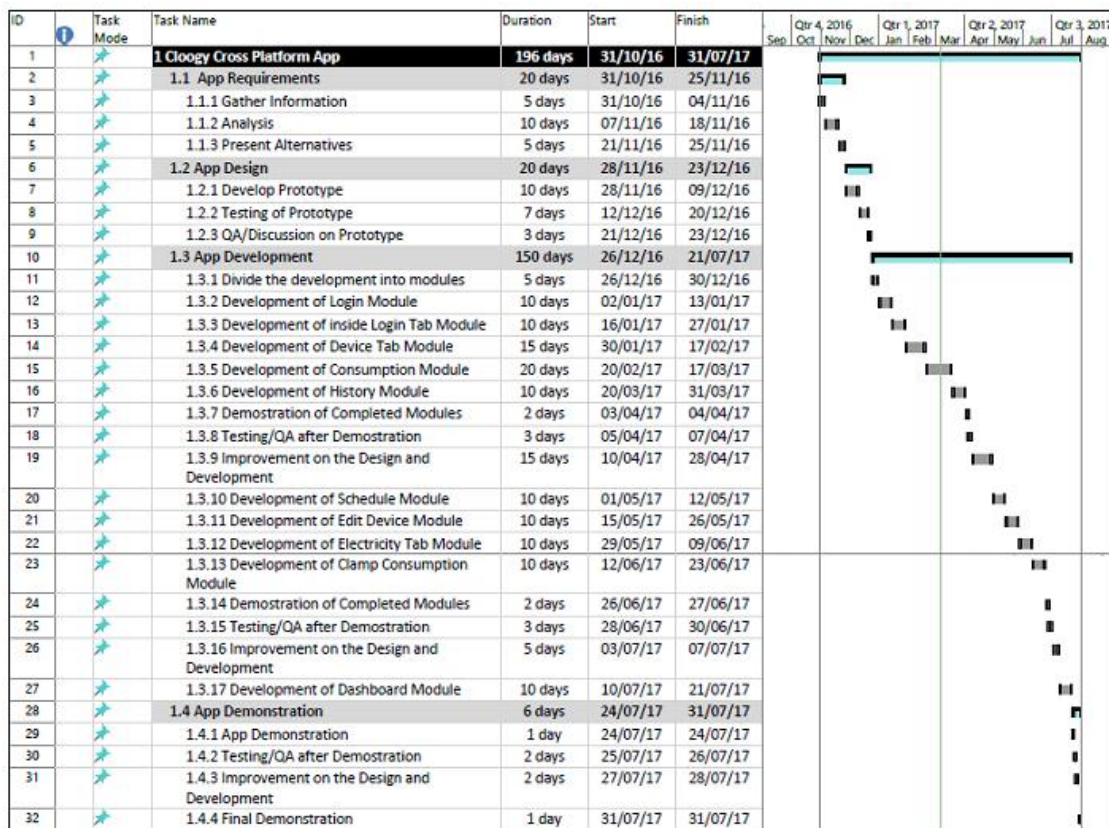 ID Task Mode Task Name Duration Start Finish
Qtr 4, 2016 Qtr 1, 2017 Qtr 2, 2017 Qtr 3, 2017
Sep Oct Nov Dec Jan Feb Mar Apr May Jun Jul Aug
1 1 Cloogy Cross Platform App 196 days 31/10/16 31/07/17
2 1.1 App Requirements 20 days 31/10/16 25/11/16
3 1.1.1 Gather Information 5 days 31/10/16 04/11/16
4 1.1.2 Analysis 10 days 07/11/16 18/11/16
5 1.1.3 Present Alternatives 5 days 21/11/16 25/11/16
6 1.2 App Design 20 days 28/11/16 23/12/16
7 1.2.1 Develop Prototype 10 days 28/11/16 09/12/16
8 1.2.2 Testing of Prototype 7 days 12/12/16 20/12/16
9 1.2.3 QA/Discussion on Prototype 3 days 21/12/16 23/12/16
10 1.3 App Development 150 days 26/12/16 21/07/17
11 1.3.1 Divide the development into modules 5 days 26/12/16 30/12/16
12 1.3.2 Development of Login Module 10 days 02/01/17 13/01/17
13 1.3.3 Development of inside Login Tab Module 10 days 16/01/17 27/01/17
14 1.3.4 Development of Device Tab Module 15 days 30/01/17 17/02/17
15 1.3.5 Development of Consumption Module 20 days 20/02/17 17/03/17
16 1.3.6 Development of History Module 10 days 20/03/17 31/03/17
17 1.3.7 Demostration of Completed Modules 2 days 03/04/17 04/04/17
18 1.3.8 Testing/QA after Demostration 3 days 05/04/17 07/04/17
19 1.3.9 Improvement on the Design and 15 days 10/04/17 28/04/17
Development
20 1.3.10 Development of Schedule Module 10 days 01/05/17 12/05/17
21 1.3.11 Development of Edit Device Module 10 days 15/05/17 26/05/17
22 1.3.12 Development of Electricity Tab Module 10 days 29/05/17 09/06/17
23 1.3.13 Development of Clamp Consumption 10 days 12/06/17 23/06/17
Module
24 1.3.14 Demostration of Completed Modules 2 days 26/06/17 27/06/17
25 1.3.15 Testing/QA after Demostration 3 days 28/06/17 30/06/17
26 1.3.16 Improvement on the Design and 5 days 03/07/17 07/07/17
Development
27 1.3.17 Development of Dashboard Module 10 days 10/07/17 21/07/17
28 1.4 App Demonstration 6 days 24/07/17 31/07/17
29 1.4.1 App Demonstration 1 day 24/07/17 24/07/17
30 1.4.2 Testing/QA after Demostration 2 days 25/07/17 26/07/17
31 1.4.3 Improvement on the Design and 2 days 27/07/17 28/07/17
Development
32 1.4.4 Final Demonstration 1 day 31/07/17 31/07/17